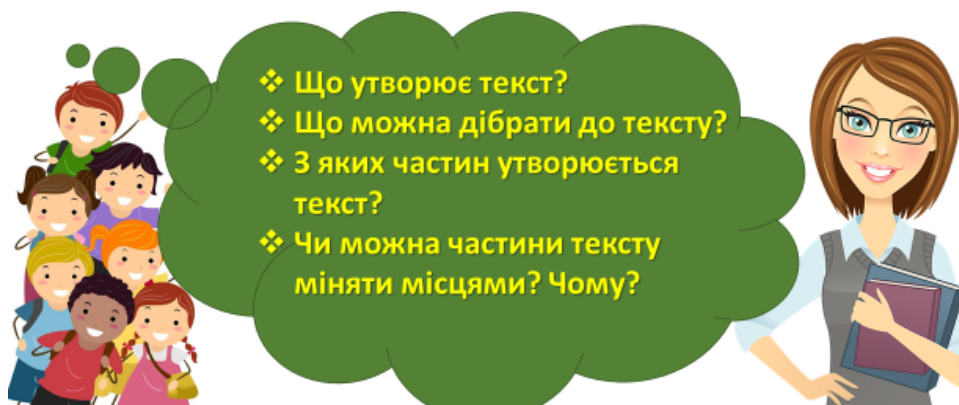 ❖ Що утворює текст?
❖ Що можна дібрати до тексту?
❖ З яких частин утворюється
текст?
❖ Чи можна частини тексту
міняти місцями? Чому?